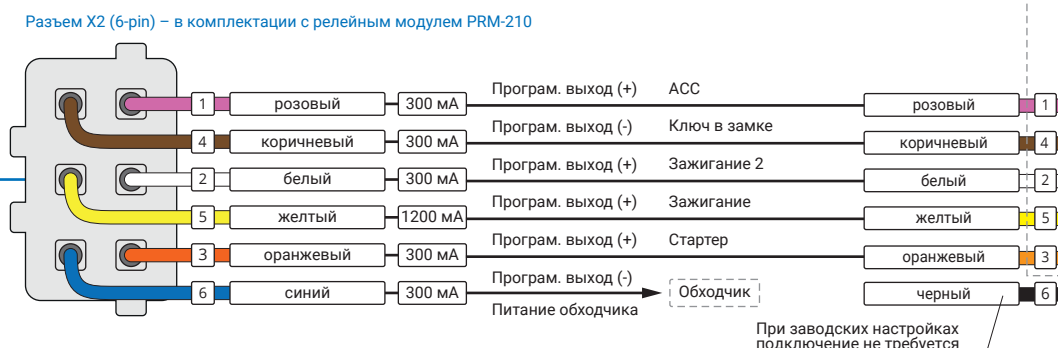 Разъем X2 (6-pin) – в комплектации с релейным модулем PRM-210
1 розовый 300 мА Програм. выход (+) ACC розовый 1
4 коричневый 300 мА Програм. выход (-) Ключ в замке коричневый 4
2 белый 300 мА Програм. выход (+) Зажигание 2 белый 2
5 желтый 1200 мА Програм. выход (+) Зажигание желтый 5
3 оранжевый 300 мА Програм. выход (+) Стартер оранжевый 3
6 синий 300 мА Програм. выход (-) Обходчик черный 6
Питание обходчика
При заводских настройках
подключение не требуется